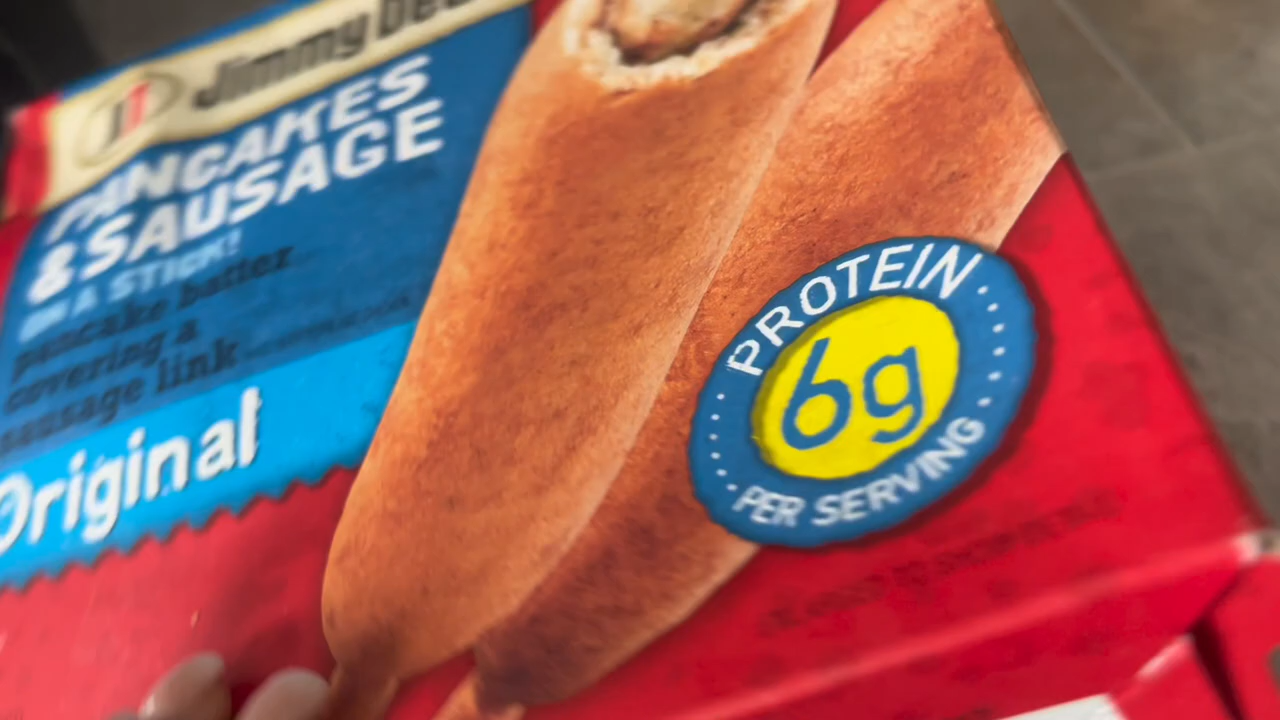 Jimmy Dean
PANCAKES
& SAUSAGE
ON A STICK!
pancake batter
covering a
sausage link
Original
PROTEIN
6g
PER SERVING